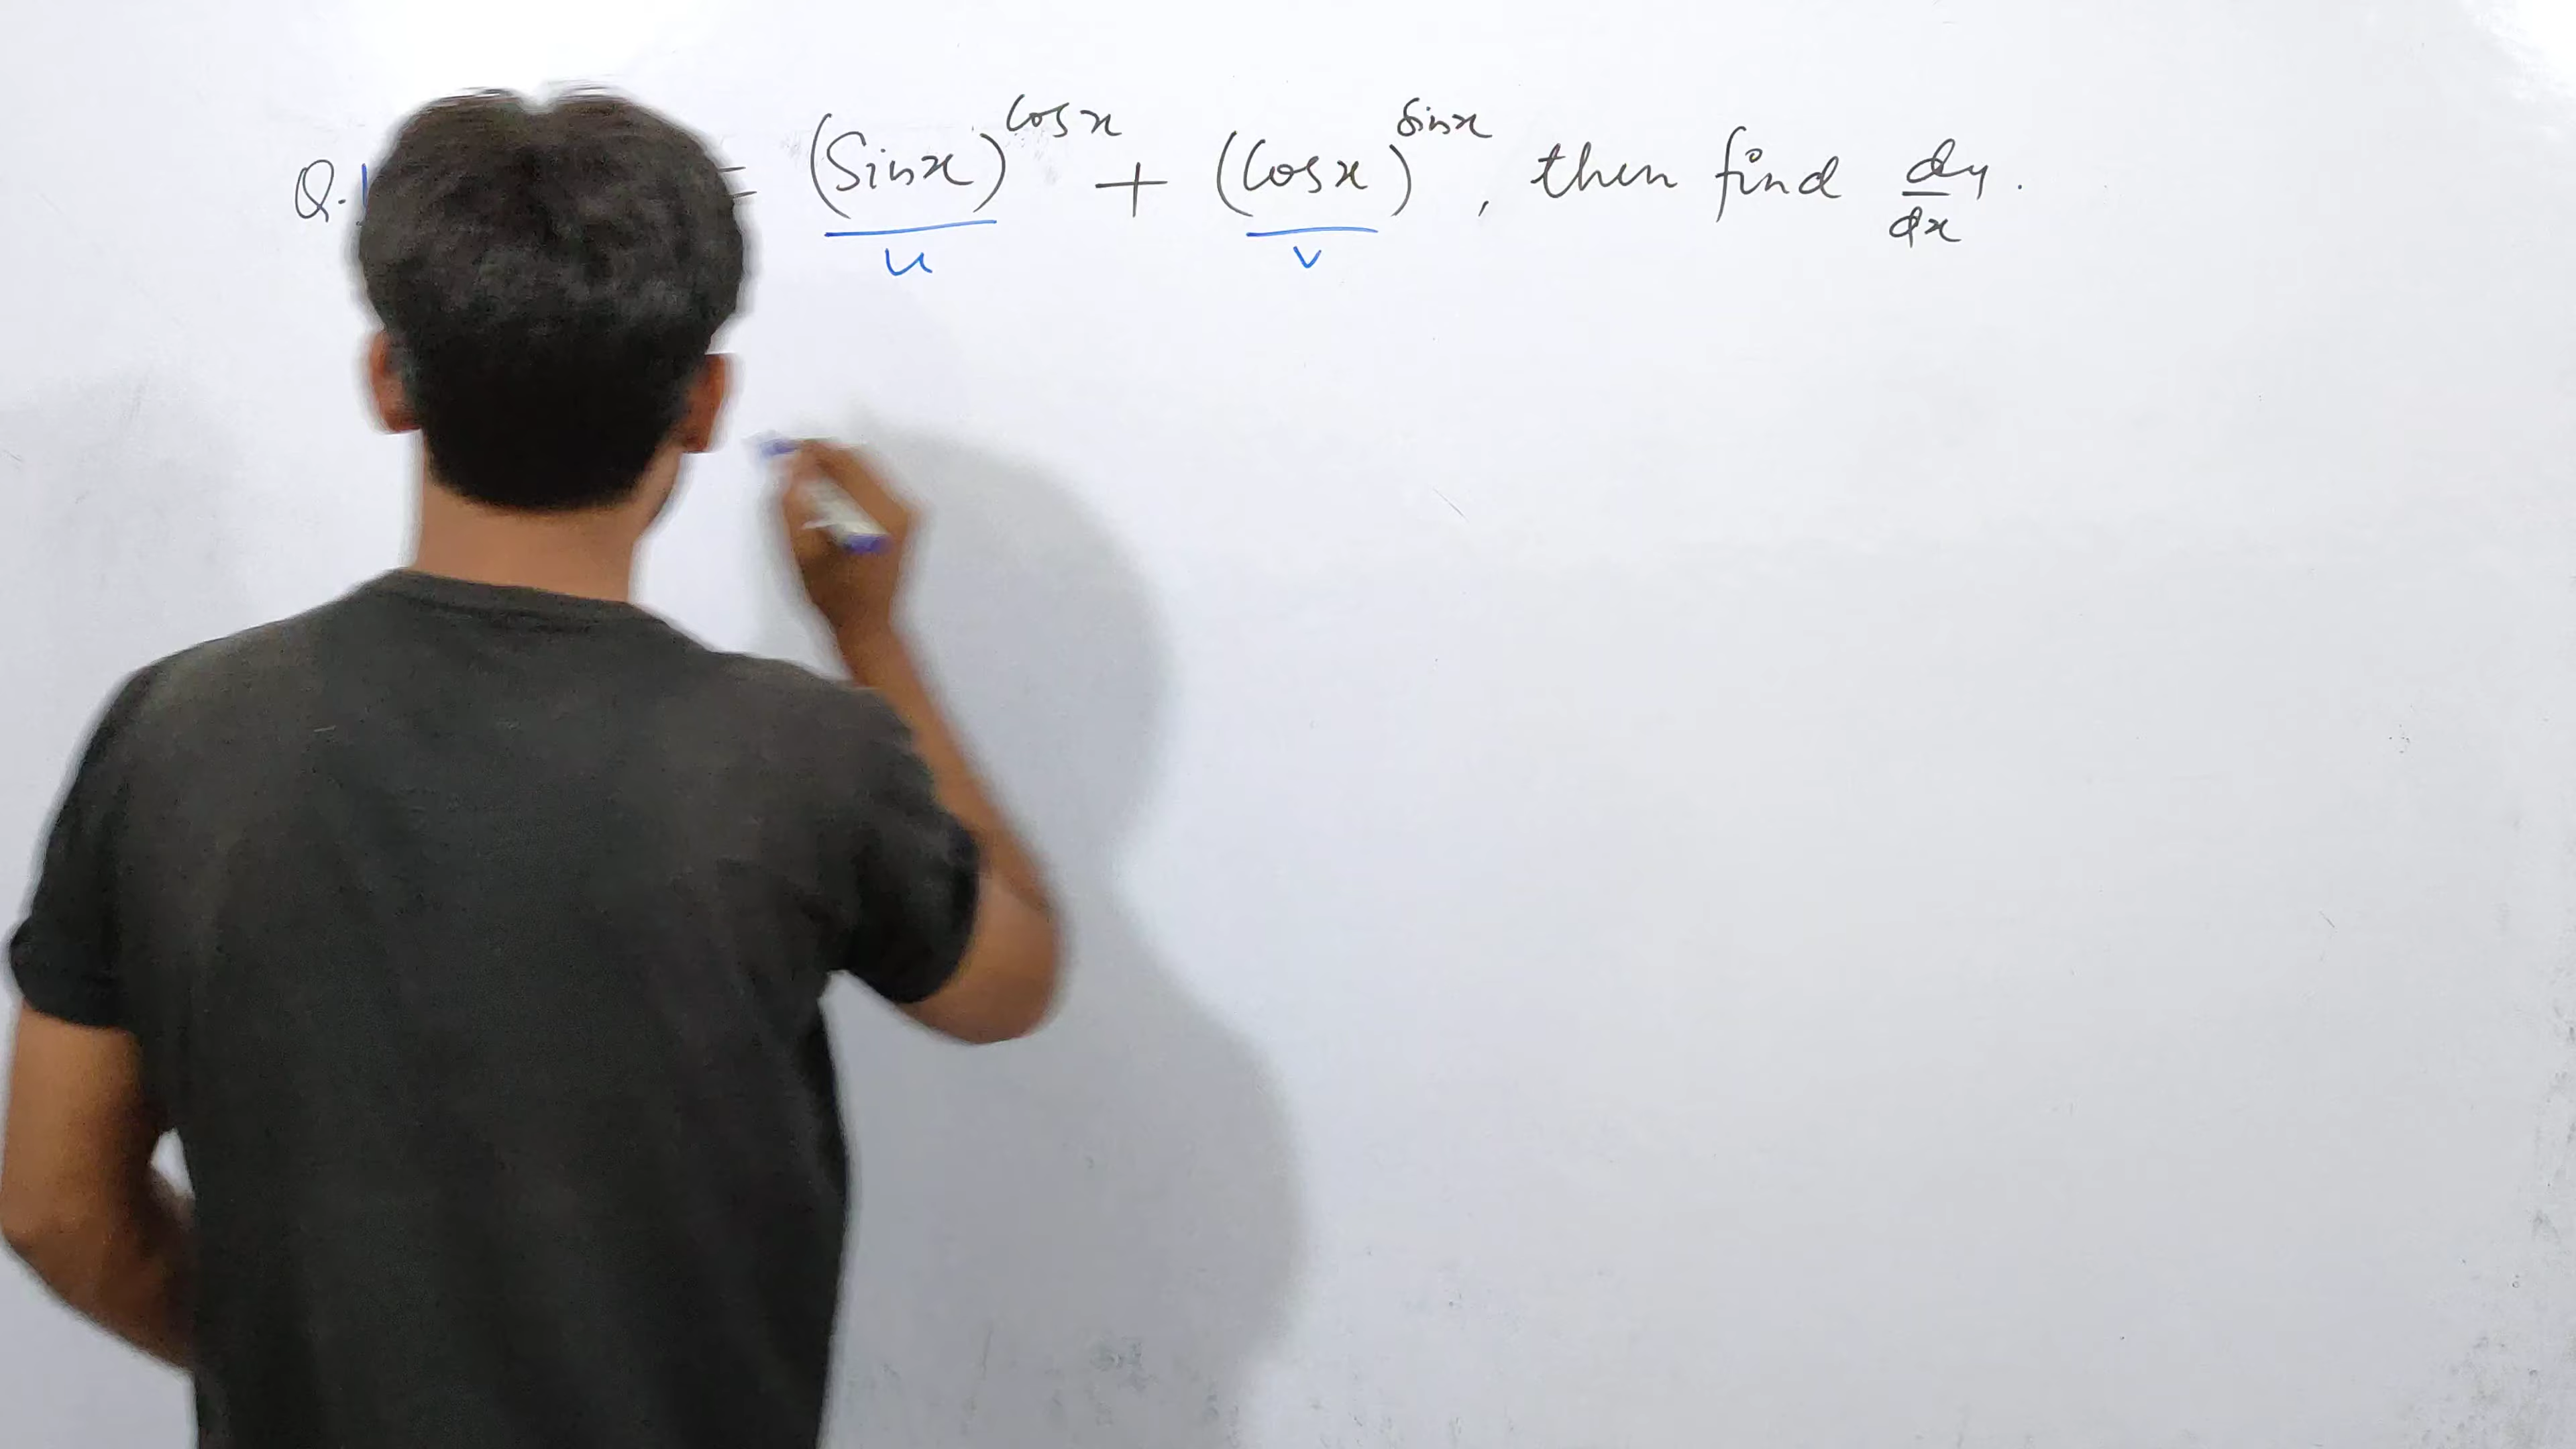 Q.1 = (Sinx)^cosx + (Cosx)^sinx, then find dy/dx.
u v